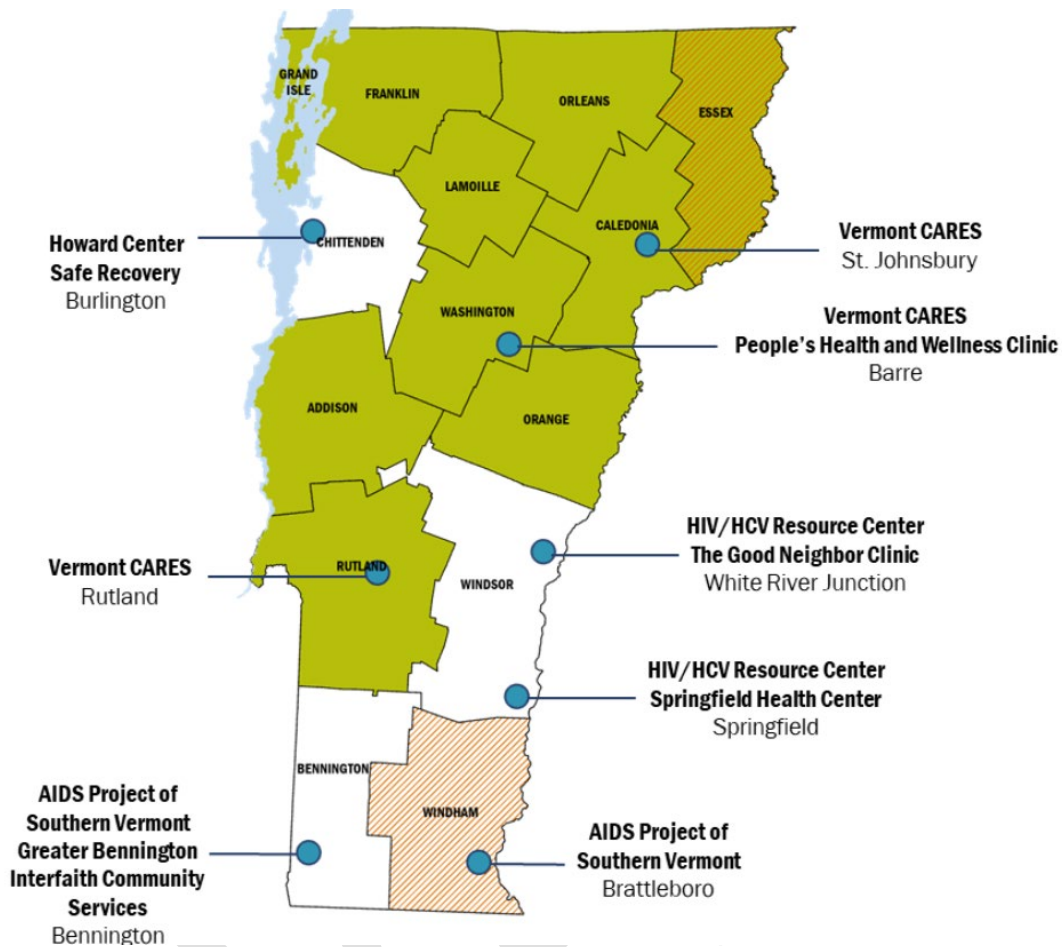 GRAND
ISLE
FRANKLIN
ORLEANS
ESSEX
LAMOILLE
CALEDONIA
Howard Center
Safe Recovery
Burlington
CHITTENDEN
Vermont CARES
St. Johnsbury
WASHINGTON
Vermont CARES
People's Health and Wellness Clinic
Barre
ADDISON
ORANGE
HIV/HCV Resource Center
The Good Neighbor Clinic
White River Junction
Vermont CARES
Rutland
RUTLAND
WINDSOR
HIV/HCV Resource Center
Springfield Health Center
Springfield
BENNINGTON
AIDS Project of
Southern Vermont
Greater Bennington
Interfaith Community
Services
Bennington
WINDHAM
AIDS Project of
Southern Vermont
Brattleboro